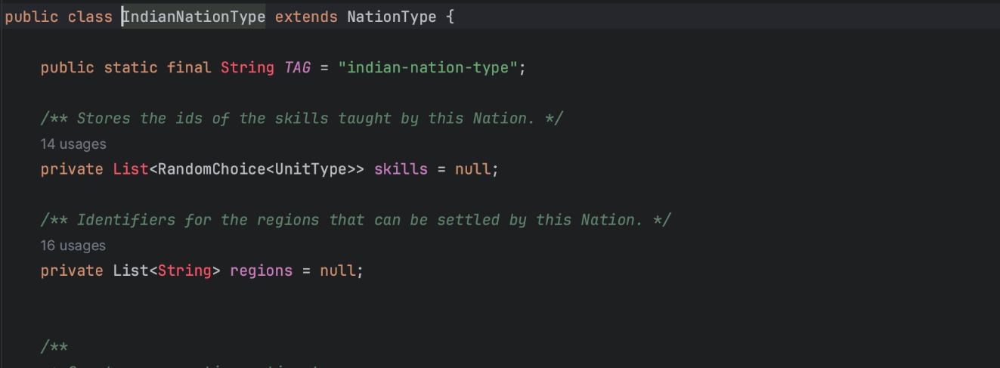 public class IndianNationType extends NationType {
public static final String TAG = "indian-nation-type";
/** Stores the ids of the skills taught by this Nation. */
14 usages
private List<RandomChoice<UnitType>> skills = null;
/** Identifiers for the regions that can be settled by this Nation. */
16 usages
private List<String> regions = null;
/**